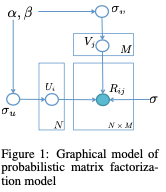 α, β
σ_v
V_j
M
U_i
R_ij
σ
σ_u
N
N × M
Figure 1: Graphical model of
probabilistic matrix factoriza-
tion model